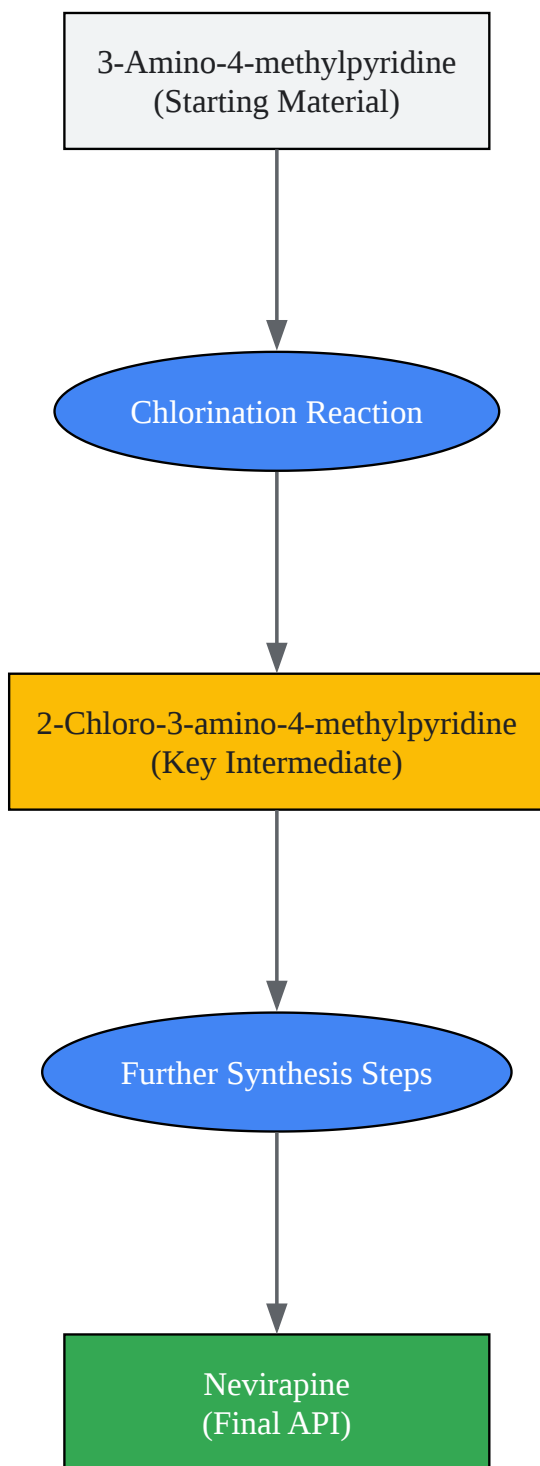 3-Amino-4-methylpyridine
(Starting Material)
Chlorination Reaction
2-Chloro-3-amino-4-methylpyridine
(Key Intermediate)
Further Synthesis Steps
Nevirapine
(Final API)